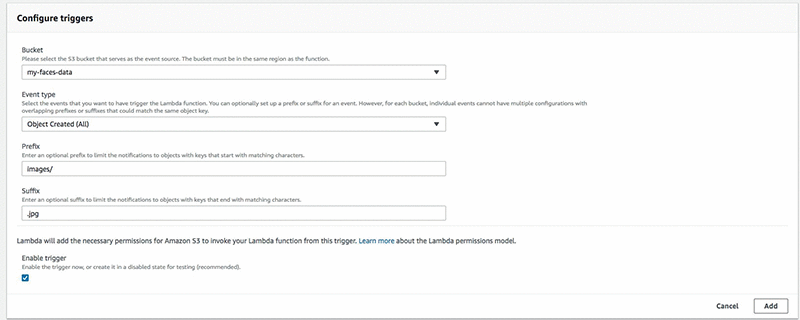 Configure triggers
Bucket
Please select the S3 bucket that serves as the event source. The bucket must be in the same region as the function.
my-faces-data
Event type
Select the events that you want to have trigger the Lambda function. You can optionally set up a prefix or suffix for an event. However, for each bucket, individual events cannot have multiple configurations with
overlapping prefixes or suffixes that could match the same object key.
Object Created (All)
Prefix
Enter an optional prefix to limit the notifications to objects with keys that start with matching characters.
images/
Suffix
Enter an optional suffix to limit the notifications to objects with keys that end with matching characters.
.jpg
Lambda will add the necessary permissions for Amazon S3 to invoke your Lambda function from this trigger. Learn more about the Lambda permissions model.
Enable trigger
Enable the trigger now, or create it in a disabled state for testing (recommended).
Cancel Add